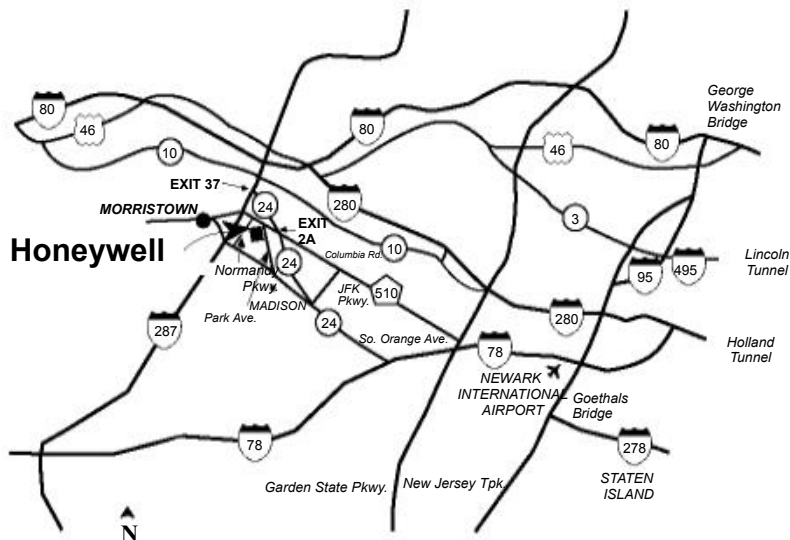 George
Washington
Bridge
80
46
80
46
80
10
EXIT 37
280
MORRISTOWN
24
EXIT
2A
3
Honeywell
Columbia Rd.
10
Lincoln
Tunnel
95
495
Normandy
Pkwy.
24
JFK
Pkwy.
510
MADISON
Park Ave.
24
287
So. Orange Ave.
280
Holland
Tunnel
78
NEWARK
INTERNATIONAL
AIRPORT
Goethals
Bridge
78
278
STATEN
ISLAND
Garden State Pkwy.
New Jersey Tpk.
N